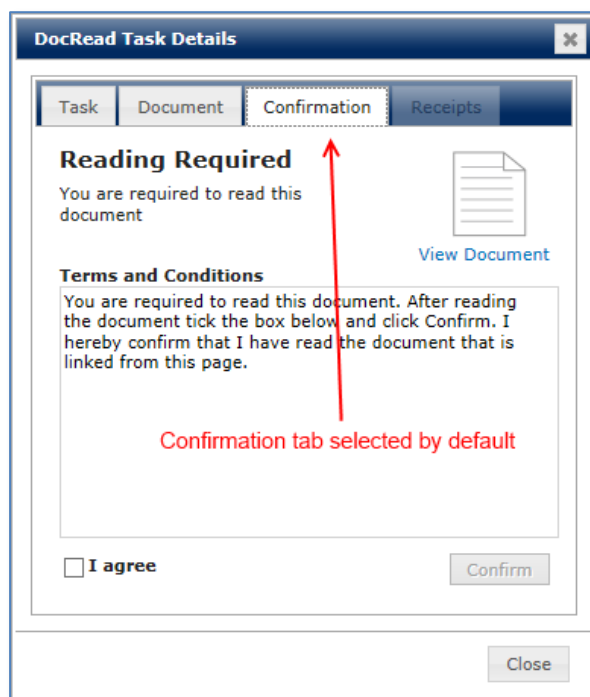 DocRead Task Details
Task Document Confirmation Receipts
Reading Required
You are required to read this
document
View Document
Terms and Conditions
You are required to read this document. After reading
the document tick the box below and click Confirm. I
hereby confirm that I have read the document that is
linked from this page.
Confirmation tab selected by default
I agree
Confirm
Close